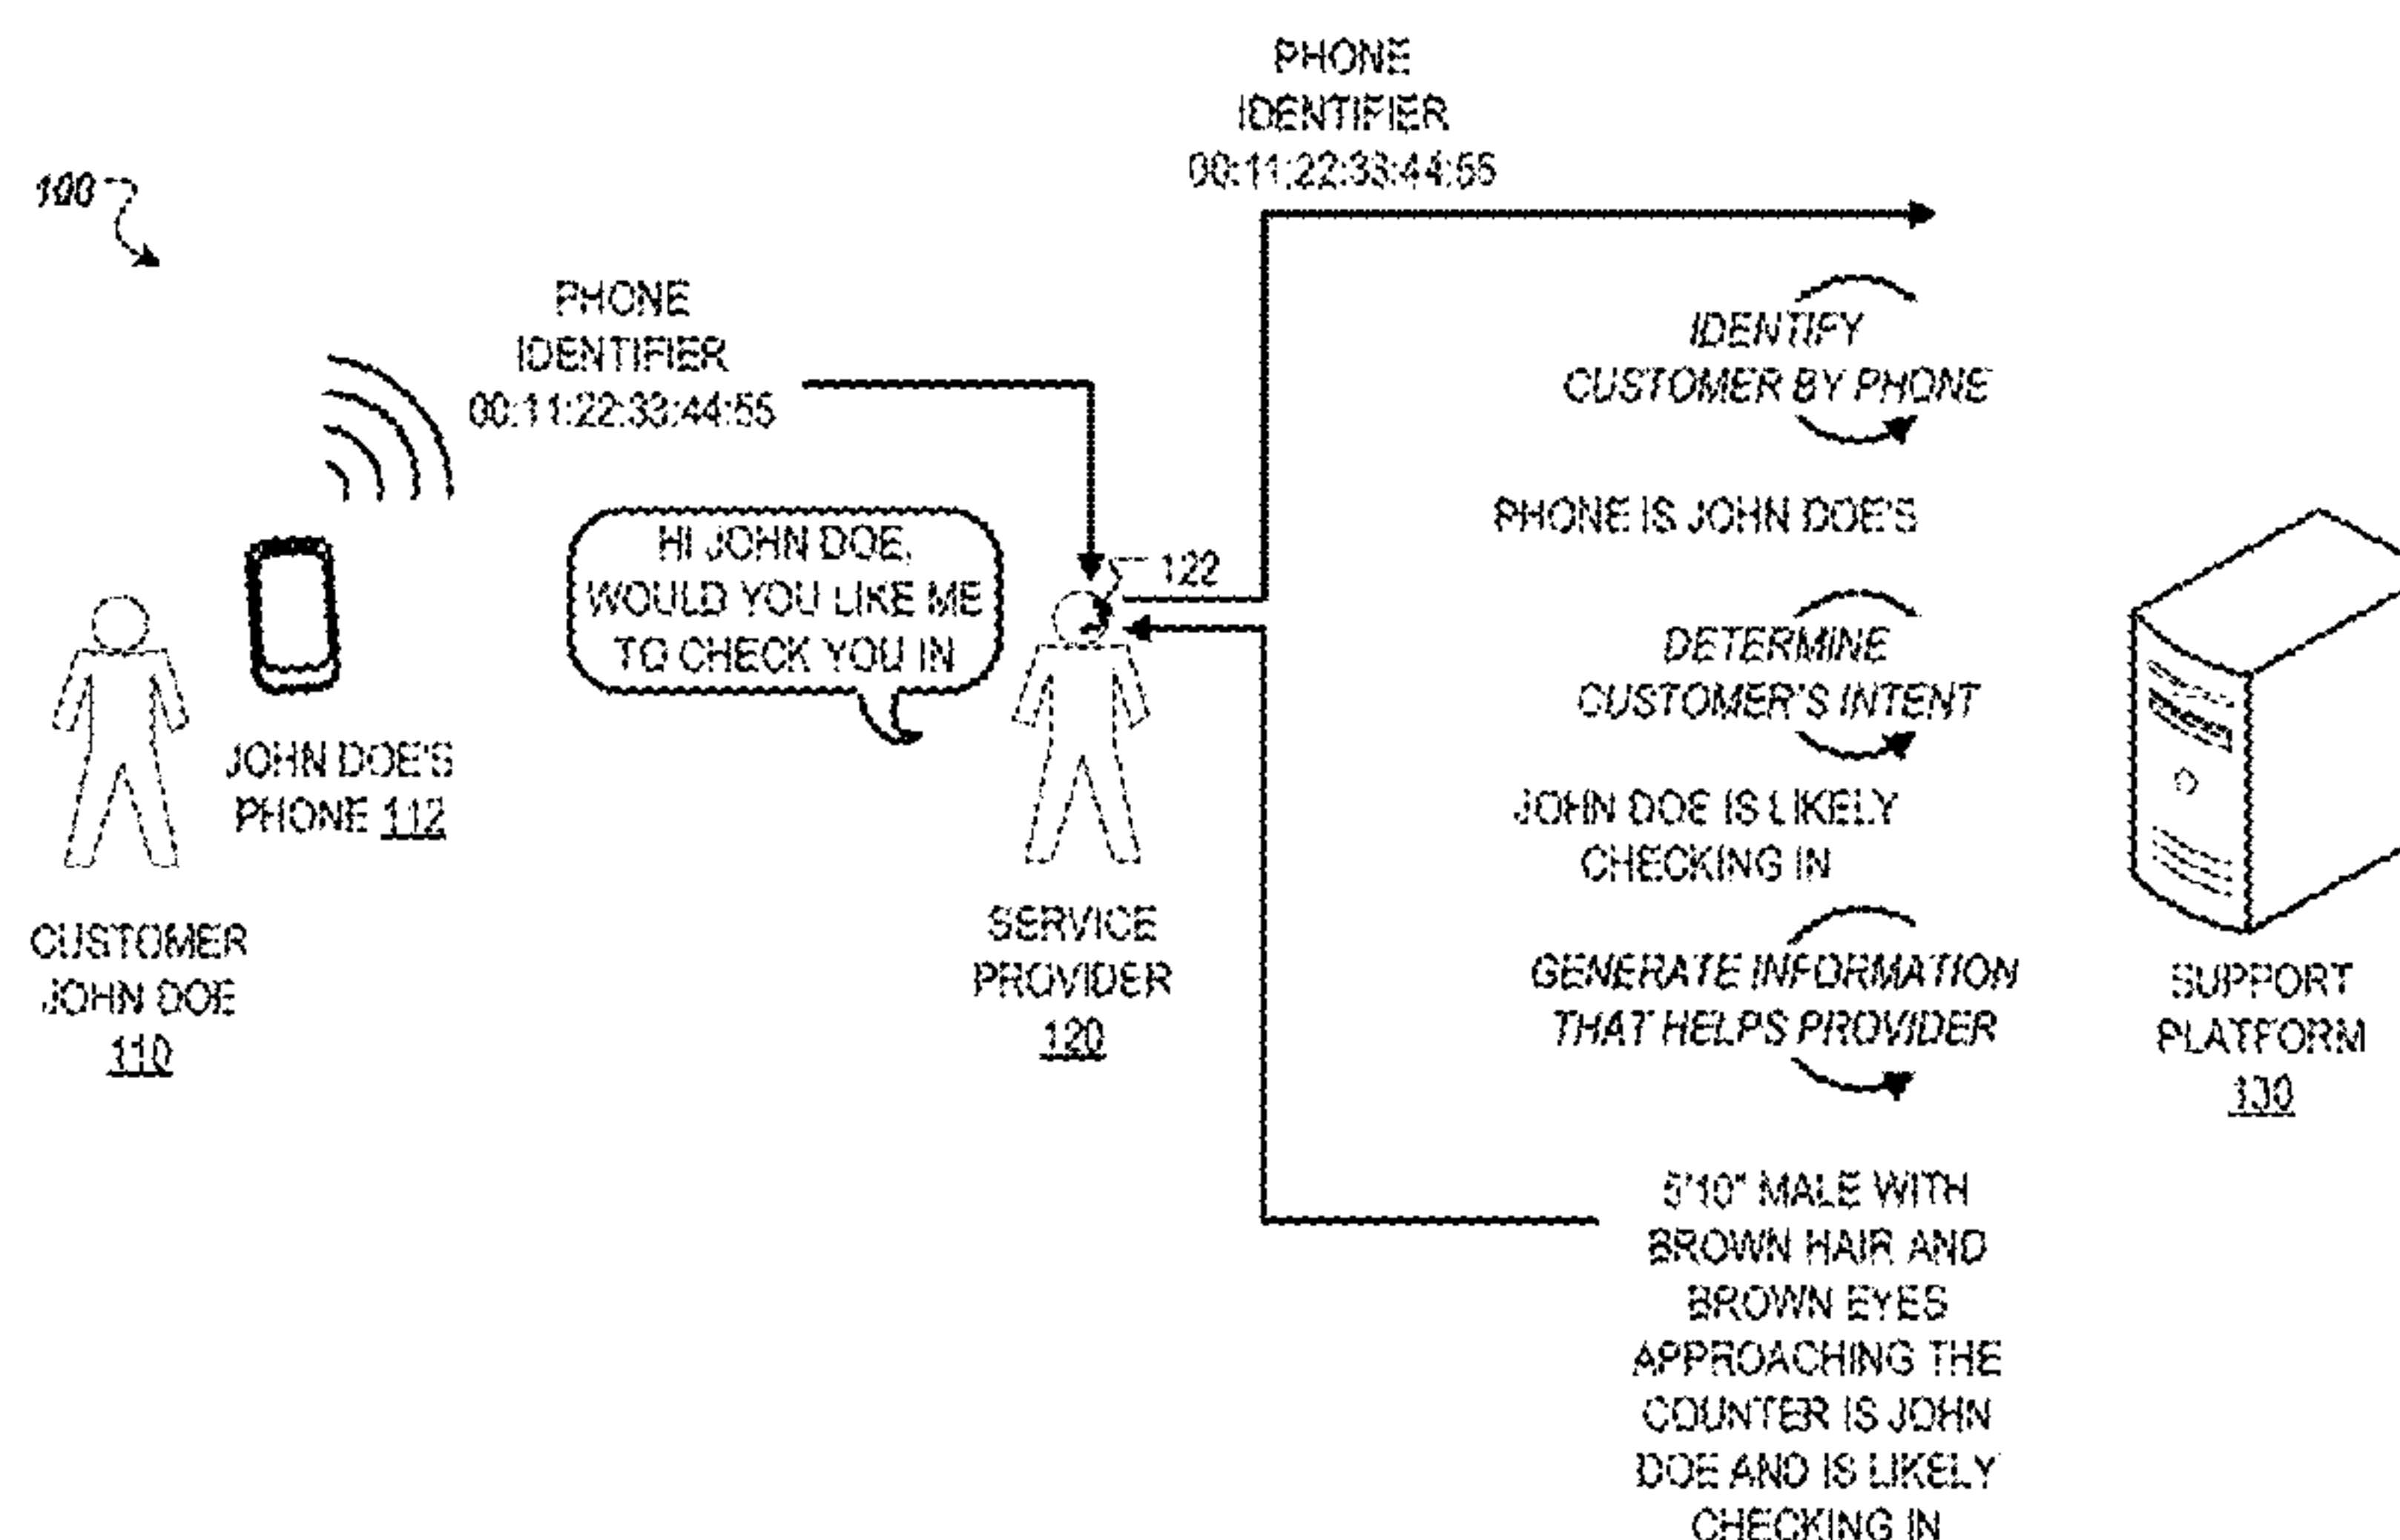 100
PHONE
IDENTIFIER
00:11:22:33:44:55
PHONE
IDENTIFIER
00:11:22:33:44:55
IDENTIFY
CUSTOMER BY PHONE
PHONE IS JOHN DOE'S
HI JOHN DOE,
WOULD YOU LIKE ME
TO CHECK YOU IN
122
DETERMINE
CUSTOMER'S INTENT
JOHN DOE'S
PHONE 112
JOHN DOE IS LIKELY
CHECKING IN
CUSTOMER
JOHN DOE
110
SERVICE
PROVIDER
120
GENERATE INFORMATION
THAT HELPS PROVIDER
SUPPORT
PLATFORM
130
5'10" MALE WITH
BROWN HAIR AND
BROWN EYES
APPROACHING THE
COUNTER IS JOHN
DOE AND IS LIKELY
CHECKING IN